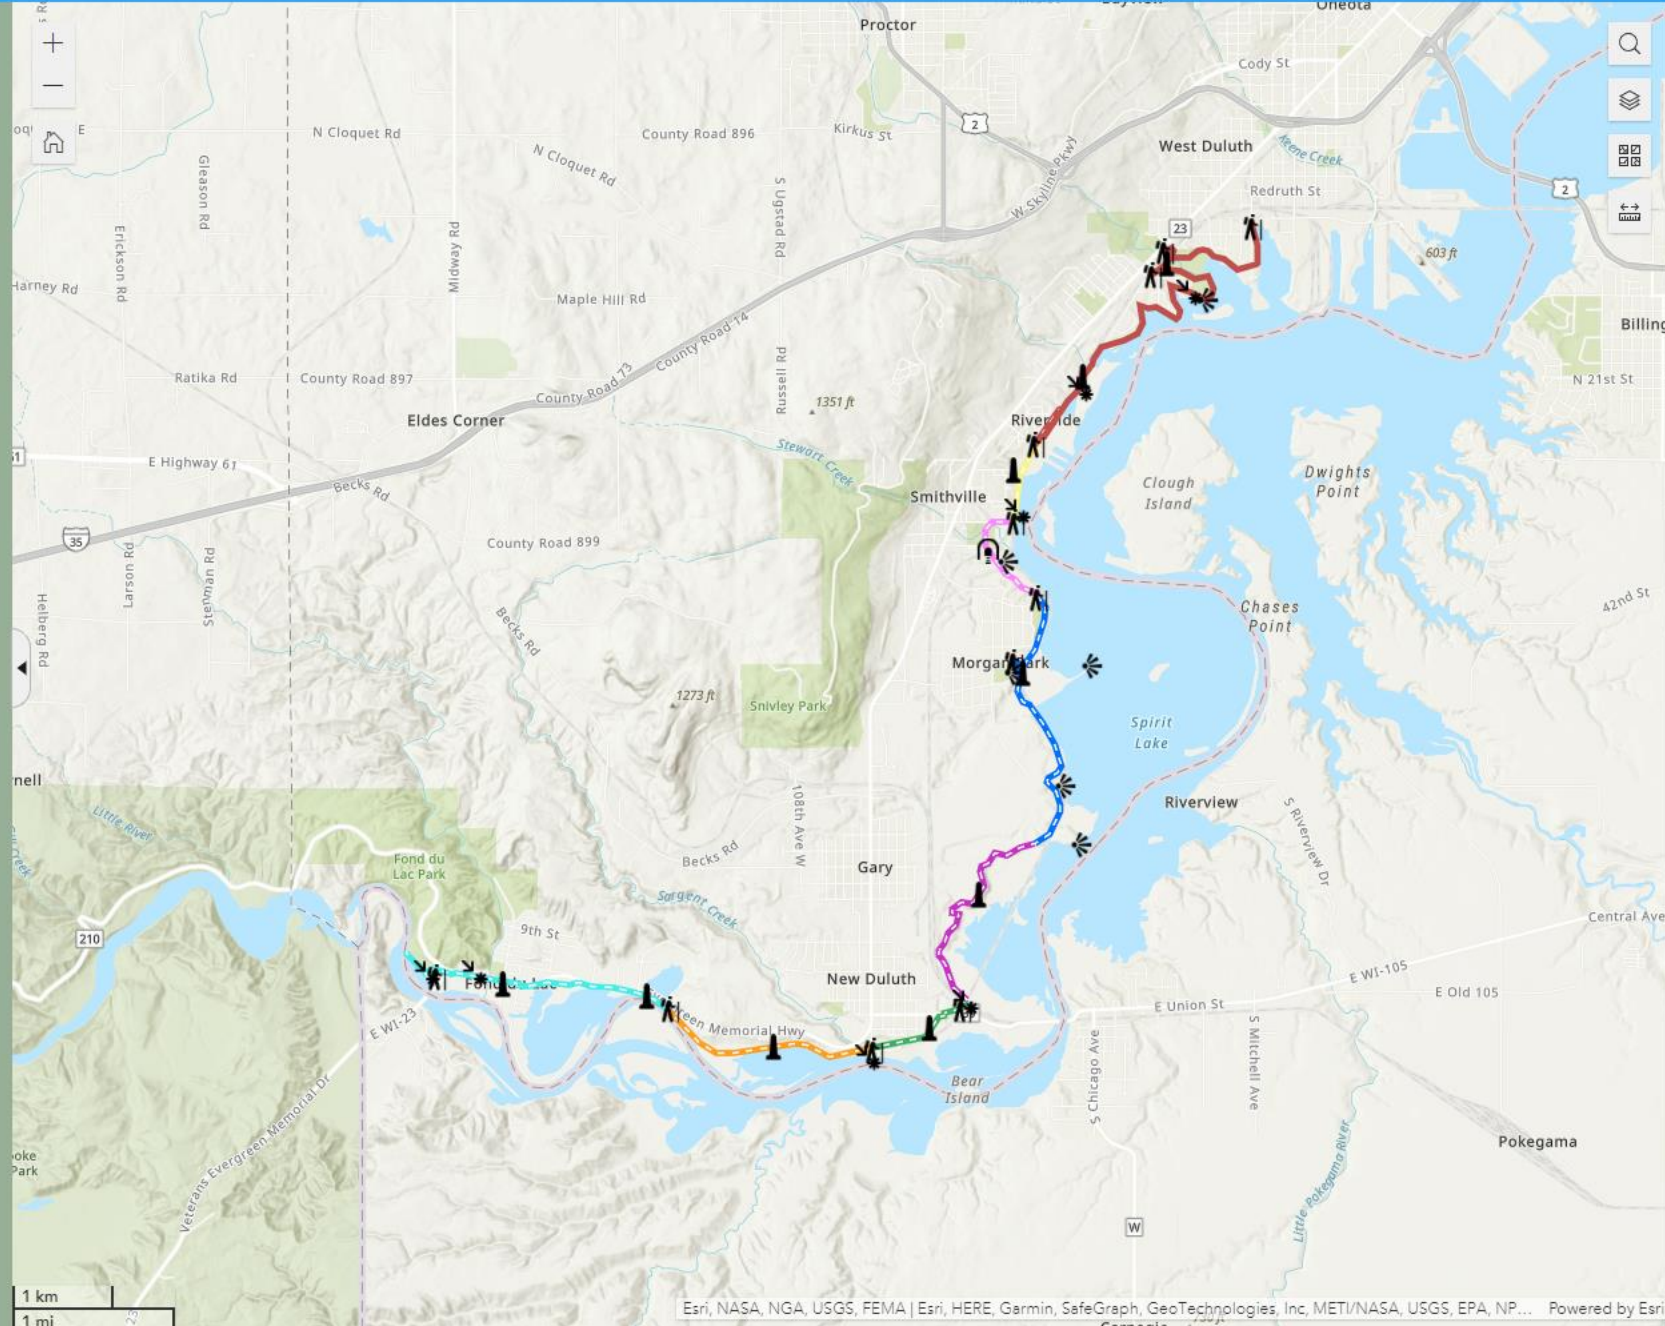 Oneota
Proctor
Cody St
N Cloquet Rd
County Road 896
Kirkus St
2
W Skyline Pkwy
West Duluth
Keene Creek
N Cloquet Rd
Gleason Rd
S Ugstad Rd
Redruth St
2
23
Erickson Rd
Midway Rd
603 ft
Harney Rd
Maple Hill Rd
County Road 14
Billing
Ratika Rd
County Road 897
County Road 73
Russell Rd
1351 ft
N 21st St
Eldes Corner
Stewart Creek
E Highway 61
Becks Rd
Smithville
Clough
Island
Dwights
Point
35
County Road 899
Larson Rd
Stenman Rd
Helberg Rd
Becks Rd
Chases
Point
42nd St
1273 ft
Snivley Park
Spirit
Lake
Riverview
S Riverview Dr
Little River
108th Ave W
Becks Rd
Fond du
Lac Park
Gary
Sargent Creek
210
9th St
Central Ave
New Duluth
E WI-105
E Old 105
E Union St
E WI-23
Memorial Hwy
S Chicago Ave
S Mitchell Ave
Bear
Island
Veterans Evergreen Memorial Dr
Pokegama
Little Pokegama River
Park
W
1 km
1 mi
Esri, NASA, NGA, USGS, FEMA | Esri, HERE, Garmin, SafeGraph, GeoTechnologies, Inc, METI/NASA, USGS, EPA, NP... Powered by Esri